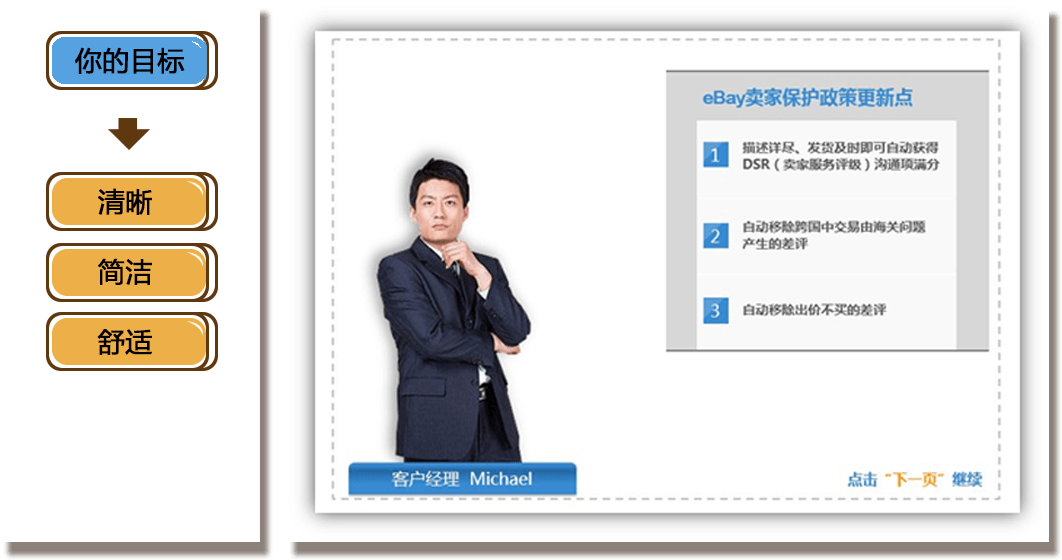 你的目标
清晰
简洁
舒适
eBay卖家保护政策更新点
1
描述详尽、发货及时即可自动获得
DSR（卖家服务评级）沟通项满分
2
自动移除跨国中交易由海关问题
产生的差评
3
自动移除出价不买的差评
客户经理 Michael
点击“下一页”继续